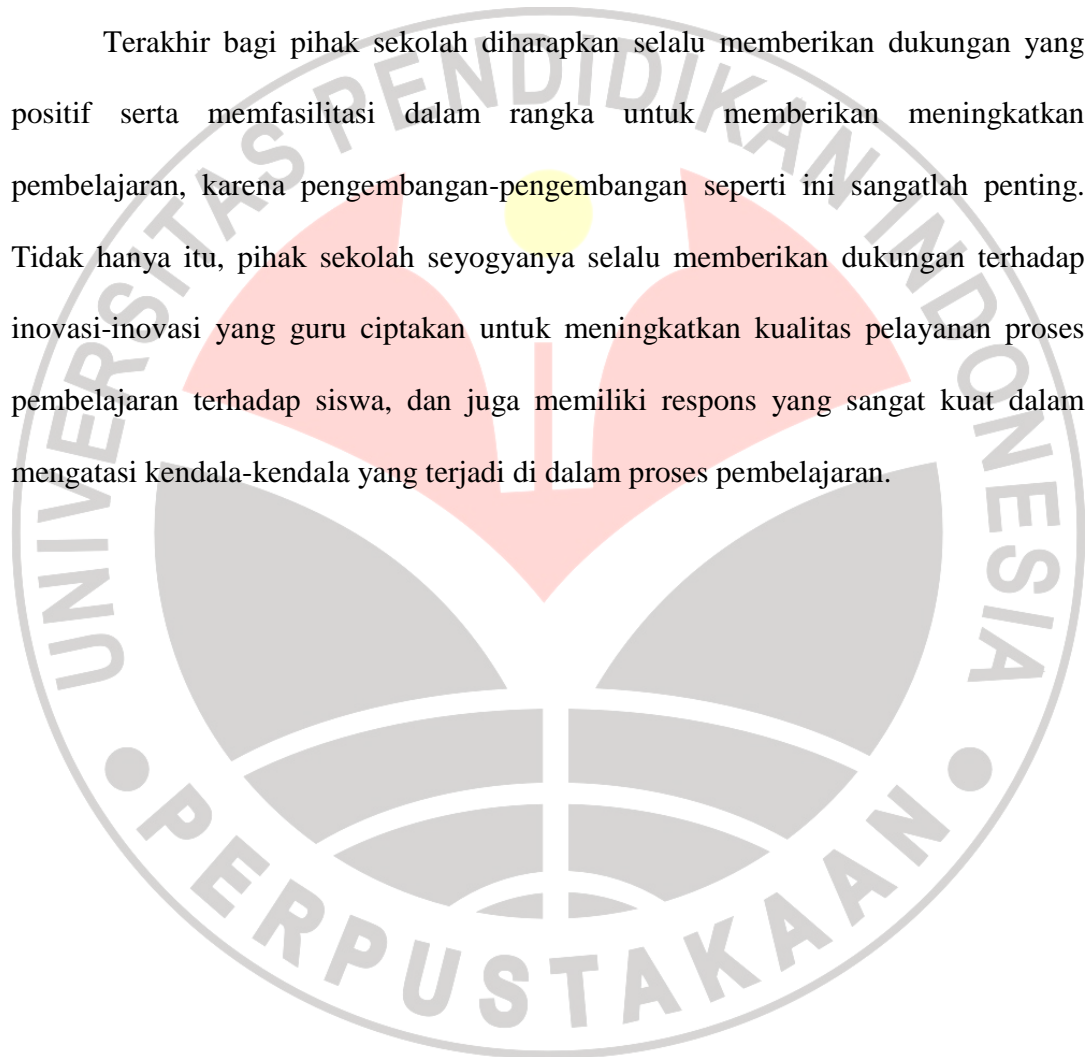 Terakhir bagi pihak sekolah diharapkan selalu memberikan dukungan yang
positif serta memfasilitasi dalam rangka untuk memberikan meningkatkan
pembelajaran, karena pengembangan-pengembangan seperti ini sangatlah penting.
Tidak hanya itu, pihak sekolah seyogyanya selalu memberikan dukungan terhadap
inovasi-inovasi yang guru ciptakan untuk meningkatkan kualitas pelayanan proses
pembelajaran terhadap siswa, dan juga memiliki respons yang sangat kuat dalam
mengatasi kendala-kendala yang terjadi di dalam proses pembelajaran.
UNIVERSITAS PENDIDIKAN INDONESIA
PERPUSTAKAAN